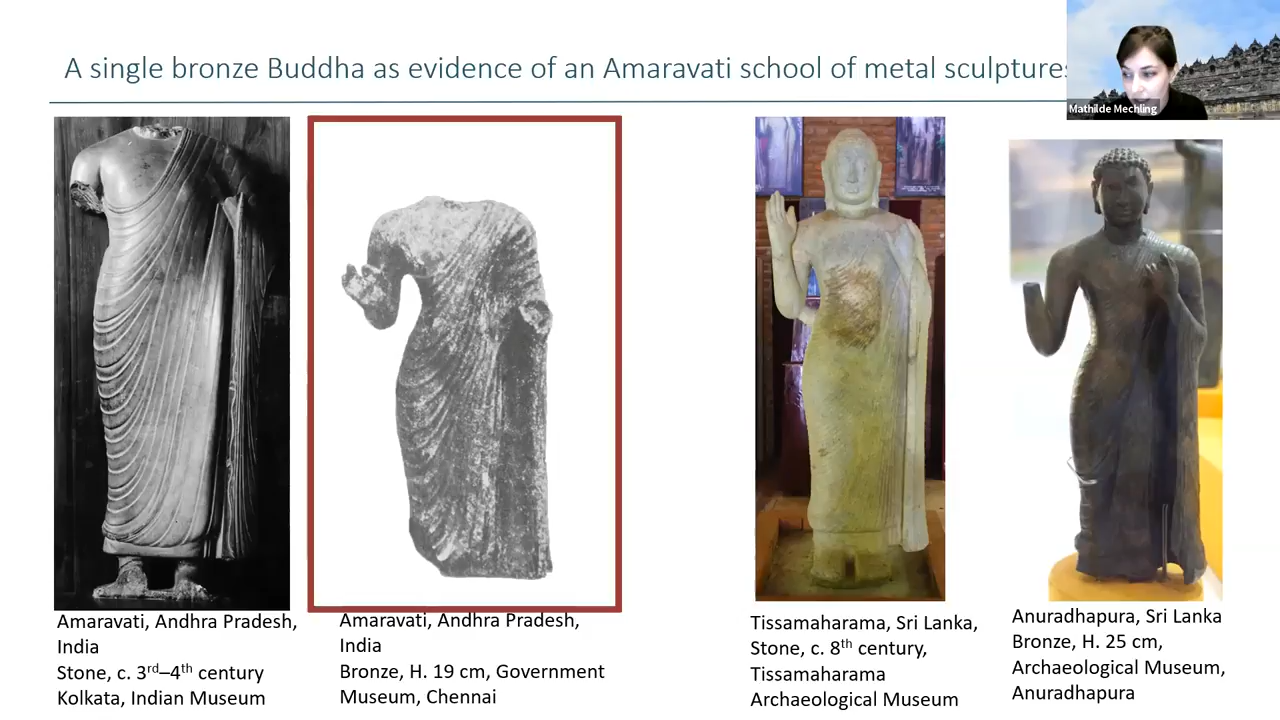 A single bronze Buddha as evidence of an Amaravati school of metal sculptures
Mathilde Mechling
Amaravati, Andhra Pradesh,
India
Stone, c. 3rd–4th century
Kolkata, Indian Museum
Amaravati, Andhra Pradesh,
India
Bronze, H. 19 cm, Government
Museum, Chennai
Tissamaharama, Sri Lanka,
Stone, c. 8th century,
Tissamaharama
Archaeological Museum
Anuradhapura, Sri Lanka
Bronze, H. 25 cm,
Archaeological Museum,
Anuradhapura